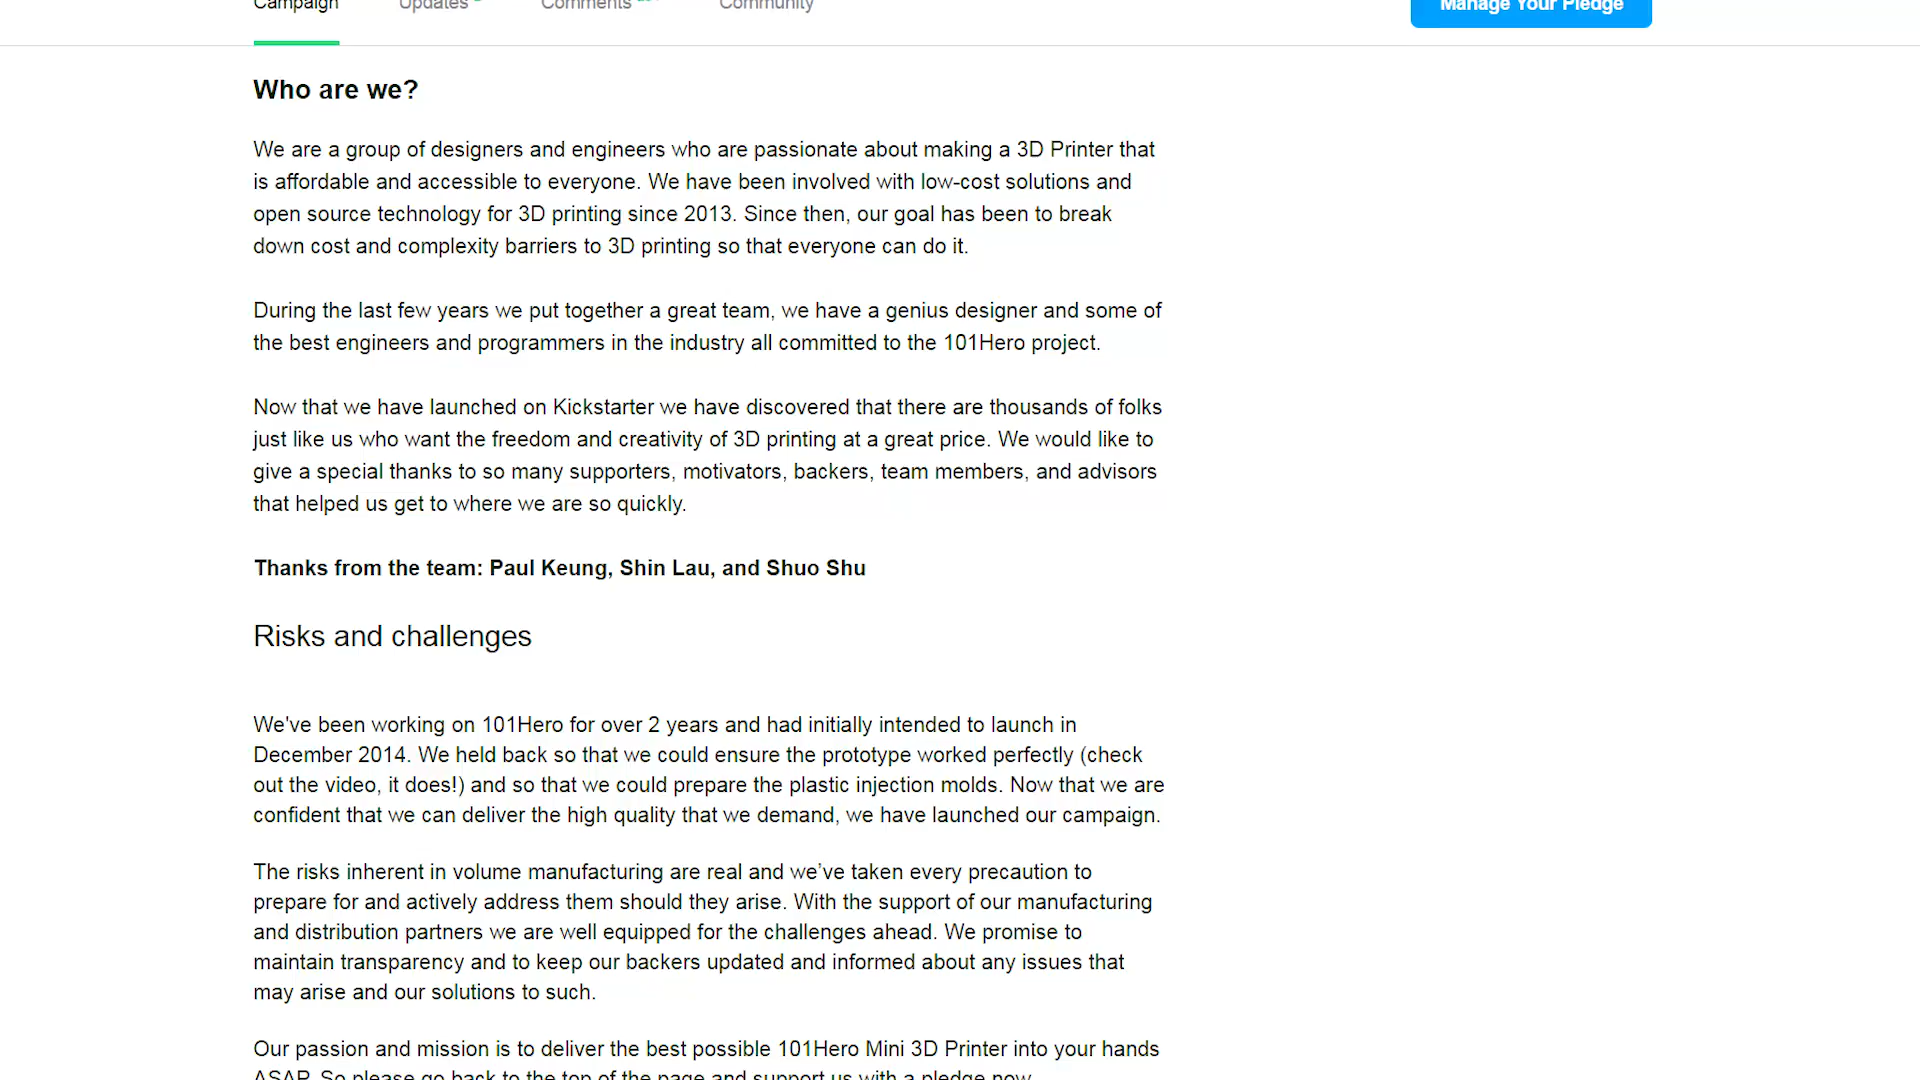 Campaign Updates Comments Community Manage Your Pledge
Who are we?
We are a group of designers and engineers who are passionate about making a 3D Printer that
is affordable and accessible to everyone. We have been involved with low-cost solutions and
open source technology for 3D printing since 2013. Since then, our goal has been to break
down cost and complexity barriers to 3D printing so that everyone can do it.
During the last few years we put together a great team, we have a genius designer and some of
the best engineers and programmers in the industry all committed to the 101Hero project.
Now that we have launched on Kickstarter we have discovered that there are thousands of folks
just like us who want the freedom and creativity of 3D printing at a great price. We would like to
give a special thanks to so many supporters, motivators, backers, team members, and advisors
that helped us get to where we are so quickly.
Thanks from the team: Paul Keung, Shin Lau, and Shuo Shu
Risks and challenges
We've been working on 101Hero for over 2 years and had initially intended to launch in
December 2014. We held back so that we could ensure the prototype worked perfectly (check
out the video, it does!) and so that we could prepare the plastic injection molds. Now that we are
confident that we can deliver the high quality that we demand, we have launched our campaign.
The risks inherent in volume manufacturing are real and we’ve taken every precaution to
prepare for and actively address them should they arise. With the support of our manufacturing
and distribution partners we are well equipped for the challenges ahead. We promise to
maintain transparency and to keep our backers updated and informed about any issues that
may arise and our solutions to such.
Our passion and mission is to deliver the best possible 101Hero Mini 3D Printer into your hands
ASAP. So please go back to the top of the page and support us with a pledge now.